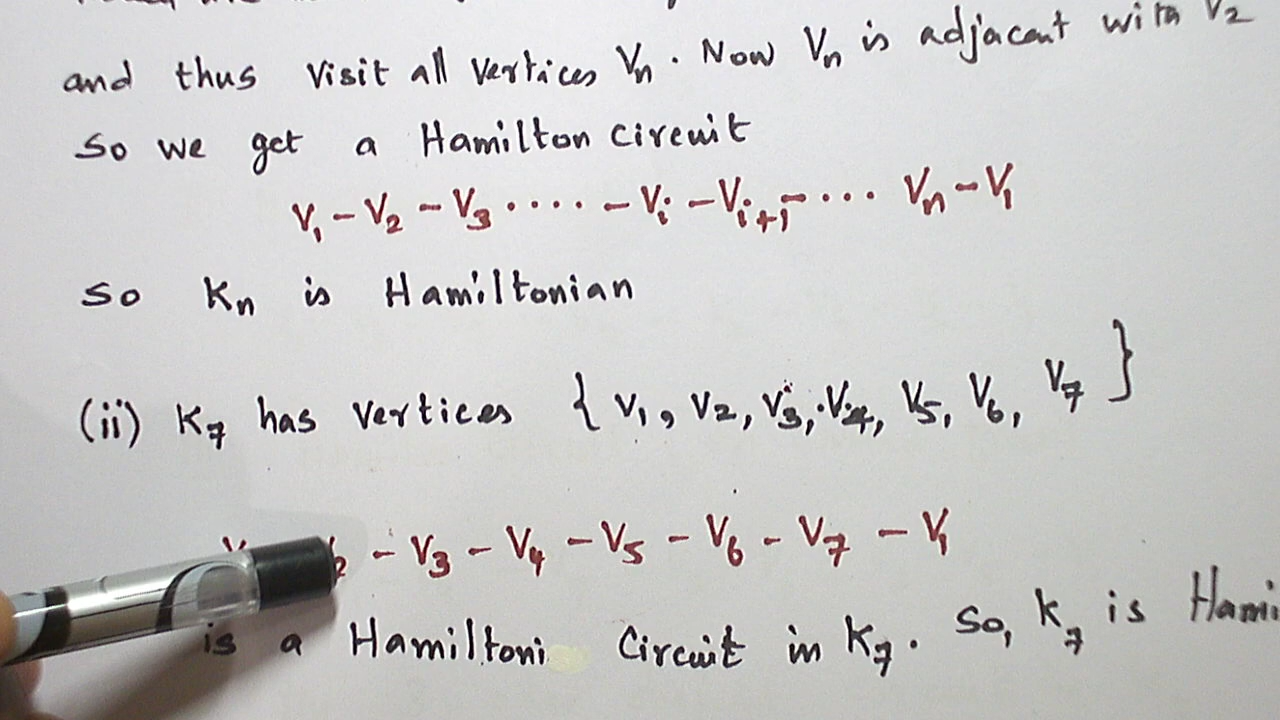 and thus visit all vertices Vn. Now Vn is adjacent with V2
So we get a Hamilton circuit
V1 - V2 - V3 ..... - Vi - Vi+1 - ... Vn - V1
So Kn is Hamiltonian
(ii) K7 has vertices { V1, V2, V3, V4, V5, V6, V7 }
- V3 - V4 - V5 - V6 - V7 - V1
is a Hamiltoni Circuit in K7. So, K7 is Hami